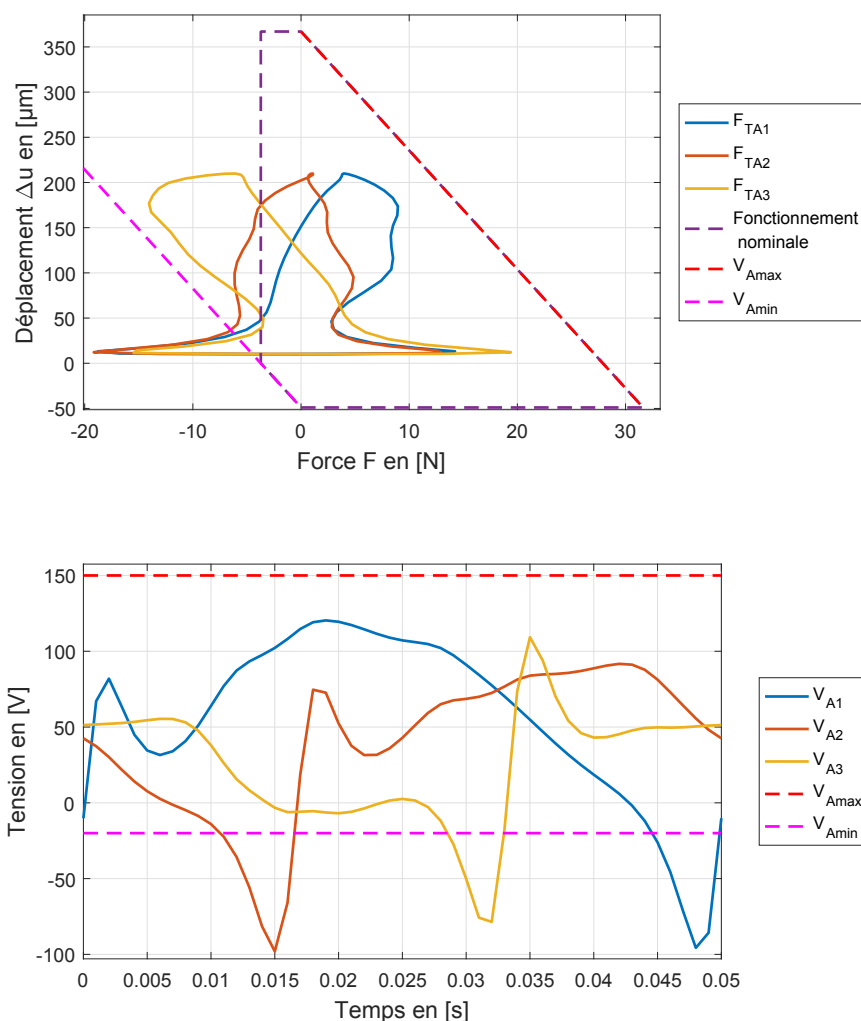 Déplacement Δu en [µm]
350
300
250
200
150
100
50
0
-50
-20
-10
0
10
20
30
Force F en [N]
F_TA1
F_TA2
F_TA3
Fonctionnement
nominale
V_Amax
V_Amin
Tension en [V]
150
100
50
0
-50
-100
0
0.005
0.01
0.015
0.02
0.025
0.03
0.035
0.04
0.045
0.05
Temps en [s]
V_A1
V_A2
V_A3
V_Amax
V_Amin